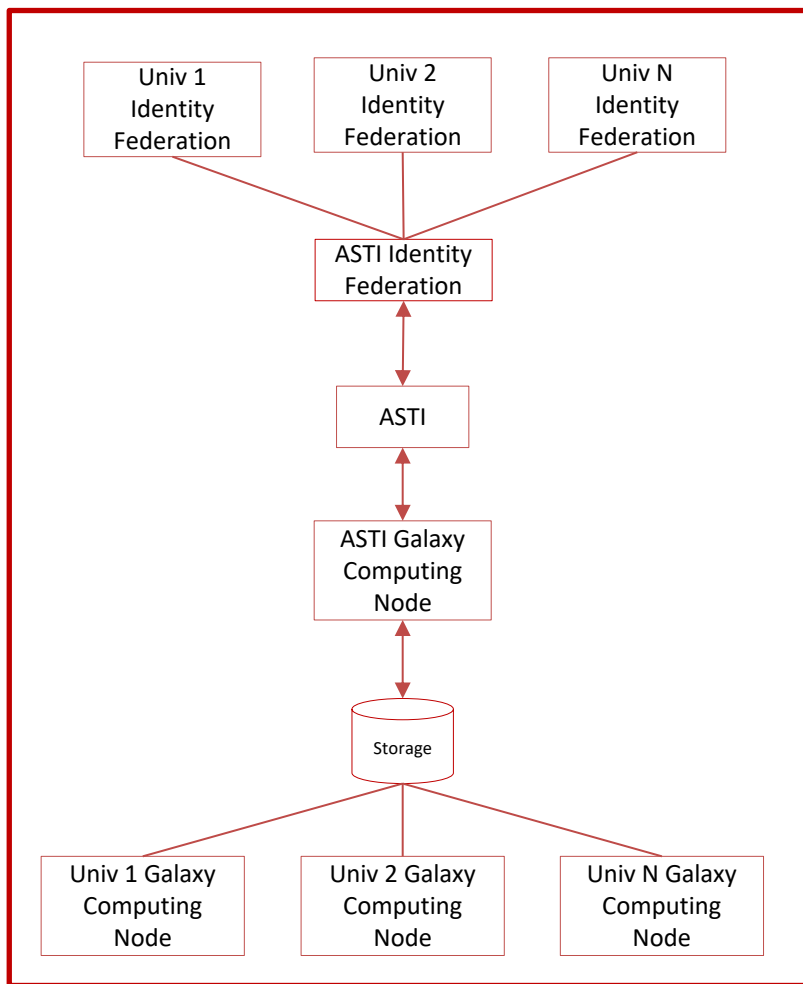 Univ 1
Identity
Federation
Univ 2
Identity
Federation
Univ N
Identity
Federation
ASTI Identity
Federation
ASTI
ASTI Galaxy
Computing
Node
Storage
Univ 1 Galaxy
Computing
Node
Univ 2 Galaxy
Computing
Node
Univ N Galaxy
Computing
Node